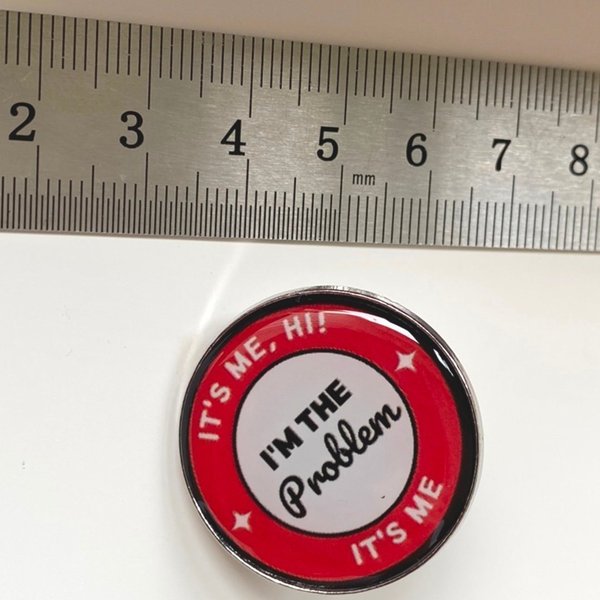 2 3 4 5 6 7 8
mm
IT'S ME, HI!
I'M THE
Problem
IT'S ME